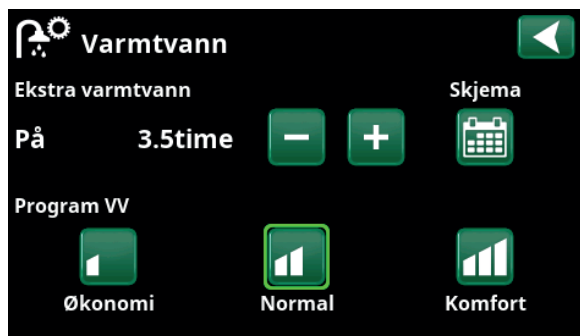 Varmtvann
Ekstra varmtvann Skjema
På 3.5time
Program VV
Økonomi Normal Komfort